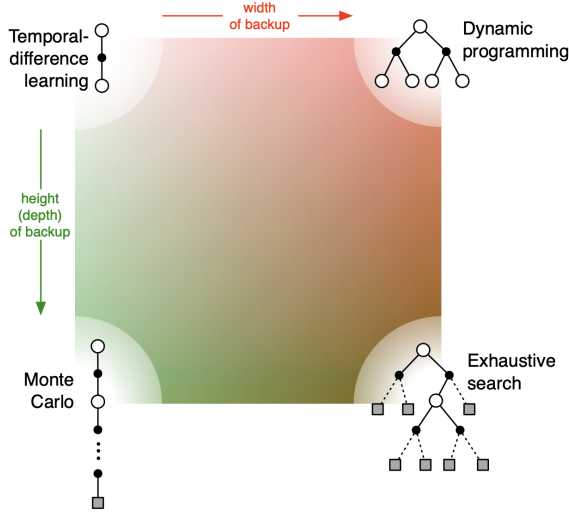 width
of backup
Temporal-
difference
learning
Dynamic
programming
height
(depth)
of backup
Monte
Carlo
Exhaustive
search